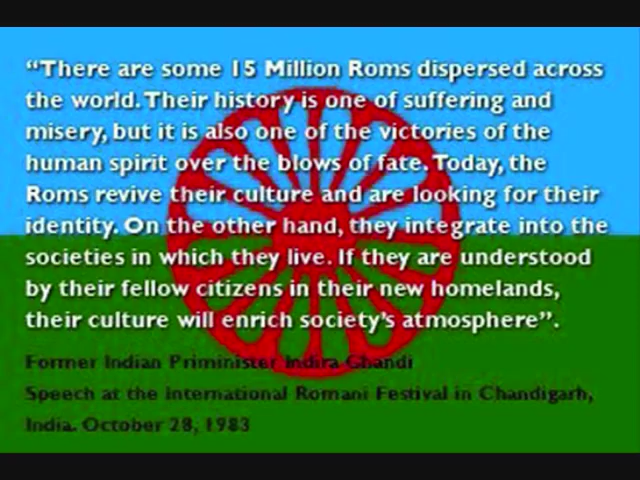 “There are some 15 Million Roms dispersed across
the world. Their history is one of suffering and
misery, but it is also one of the victories of the
human spirit over the blows of fate. Today, the
Roms revive their culture and are looking for their
identity. On the other hand, they integrate into the
societies in which they live. If they are understood
by their fellow citizens in their new homelands,
their culture will enrich society’s atmosphere”.
Former Indian Priminister Indira Ghandi
Speech at the International Romani Festival in Chandigarh,
India. October 28, 1983